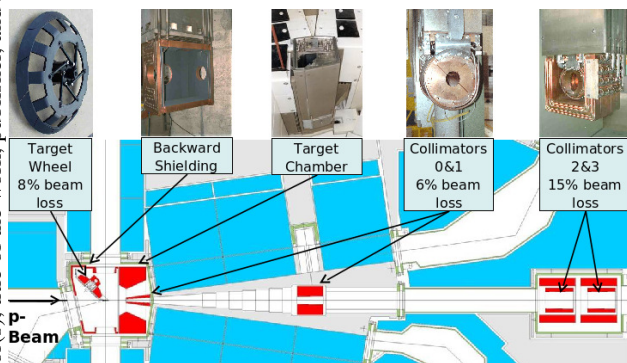 Target
Wheel
8% beam
loss
Backward
Shielding
Target
Chamber
Collimators
0&1
6% beam
loss
Collimators
2&3
15% beam
loss
p-
Beam